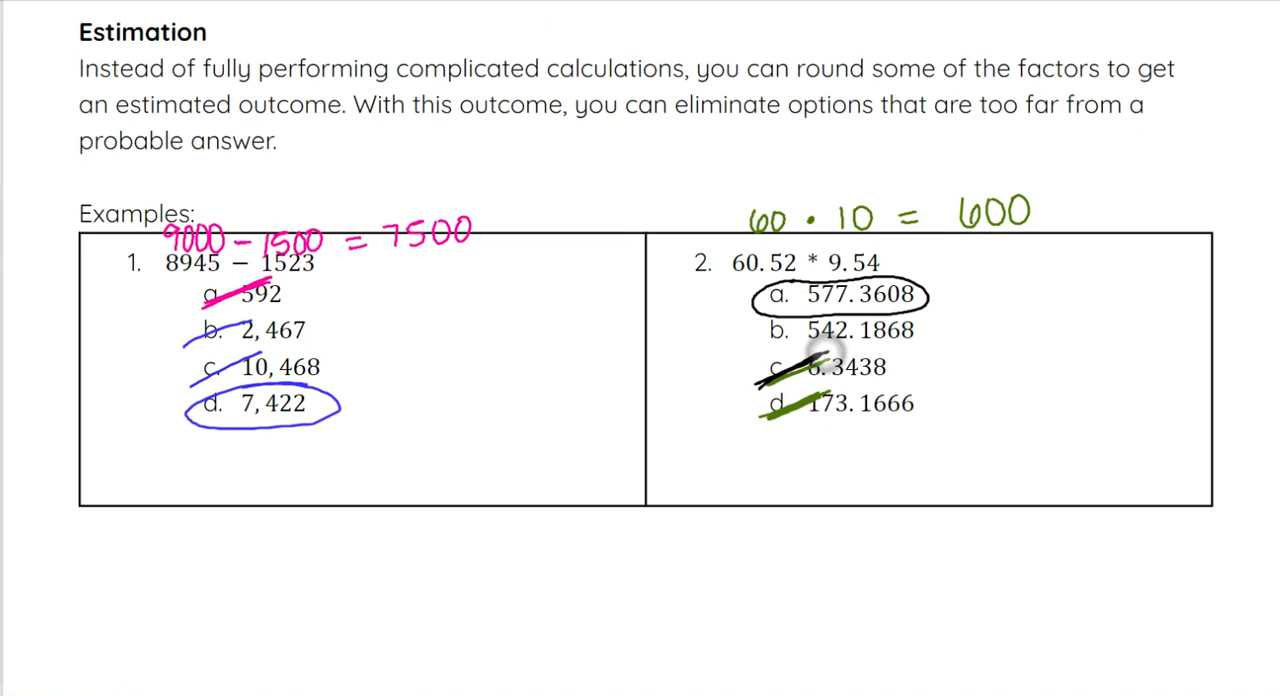 Estimation
Instead of fully performing complicated calculations, you can round some of the factors to get
an estimated outcome. With this outcome, you can eliminate options that are too far from a
probable answer.
Examples:
9000 - 1500 = 7500
1. 8945 − 1523
a. 592
b. 2,467
c. 10,468
d. 7,422
60 • 10 = 600
2. 60.52 * 9.54
a. 577.3608
b. 542.1868
c. 6.3438
d. 173.1666